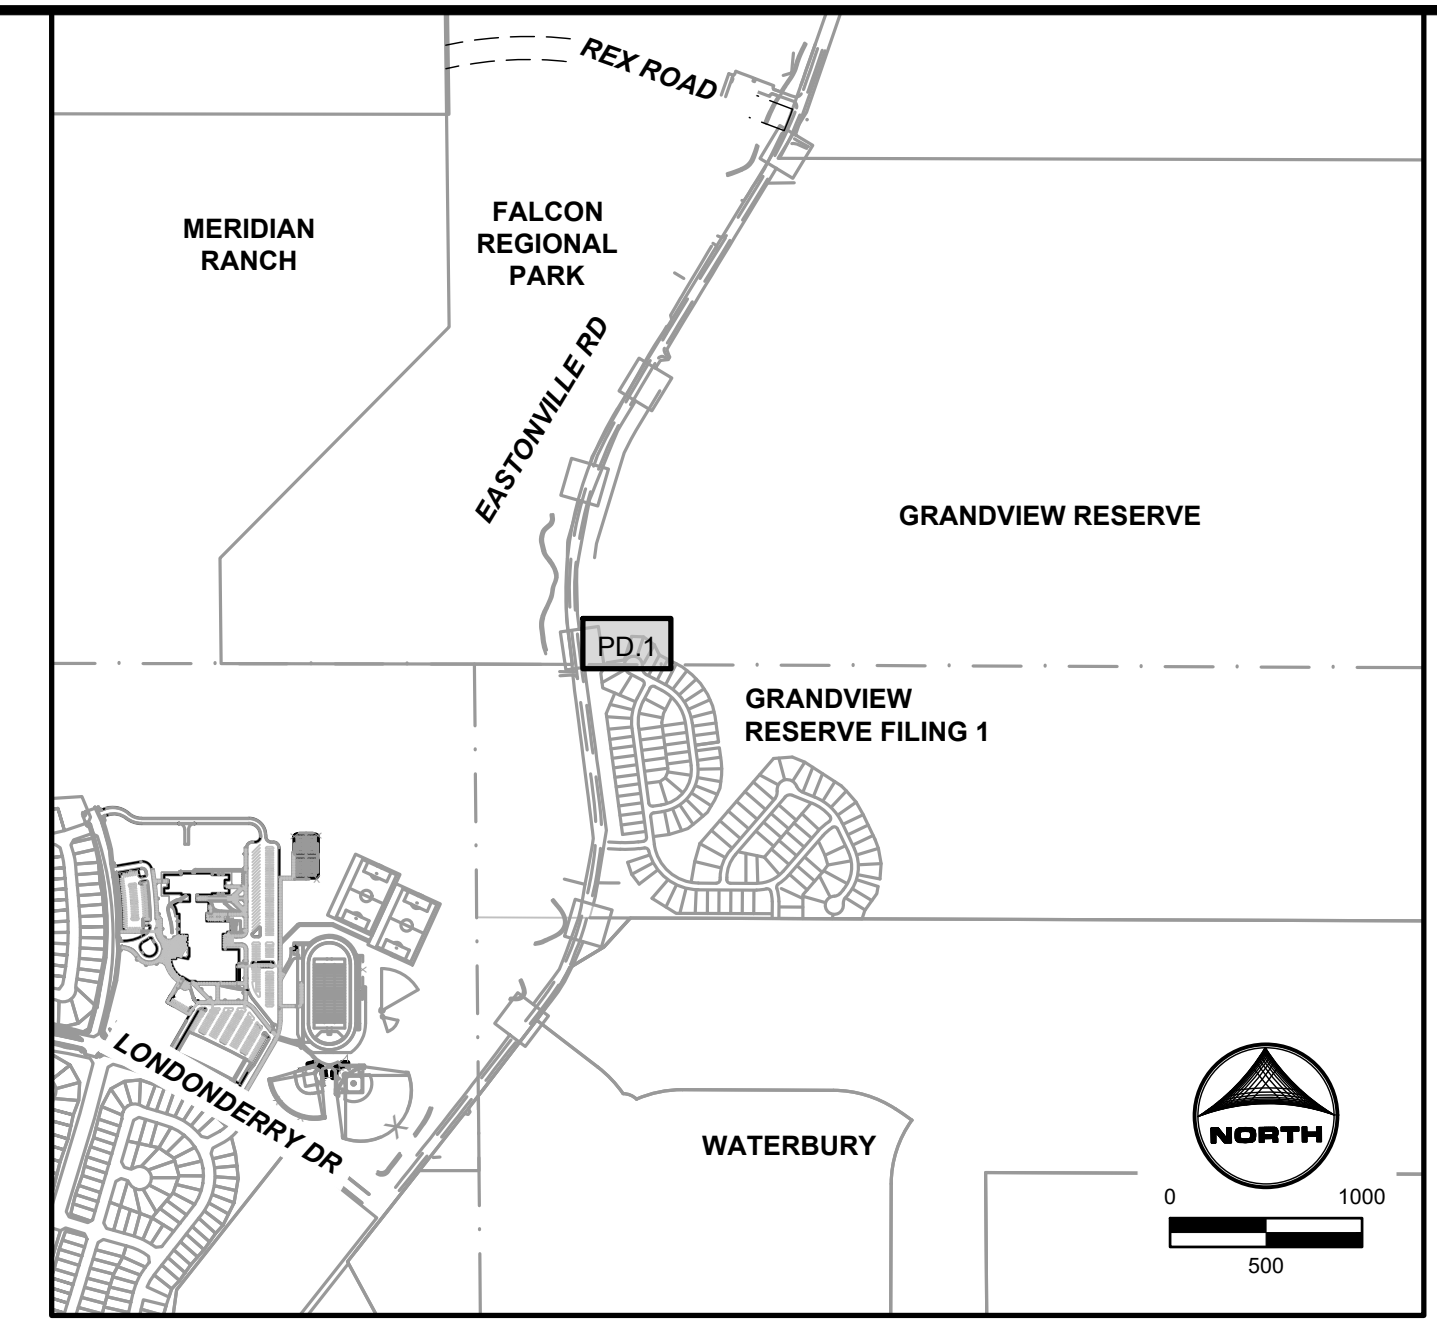 REX ROAD
MERIDIAN
RANCH
FALCON
REGIONAL
PARK
EASTONVILLE RD
GRANDVIEW RESERVE
PD.1
GRANDVIEW
RESERVE FILING 1
LONDONDERRY DR
WATERBURY
NORTH
0 1000
500